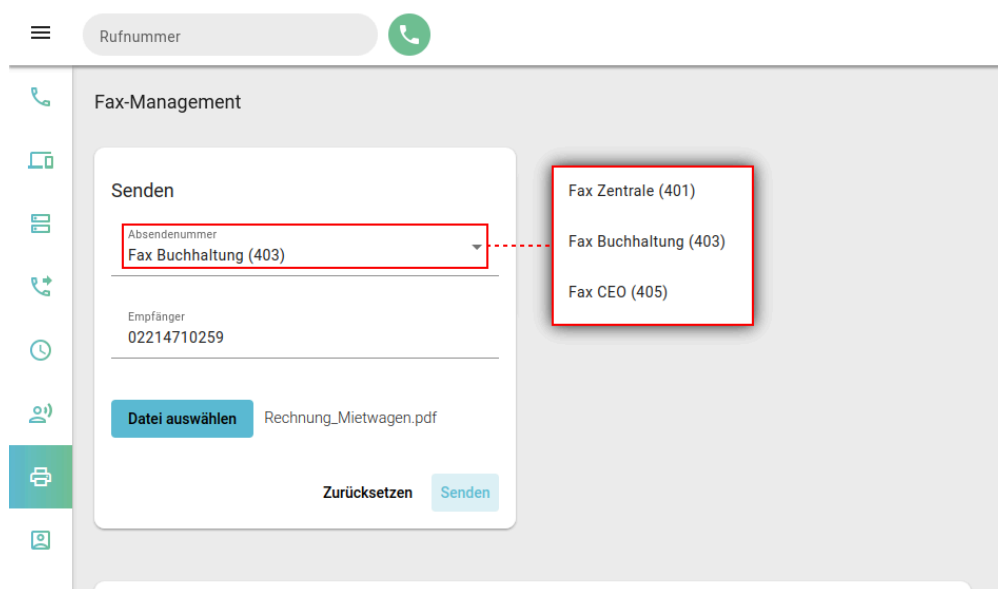 Rufnummer
Fax-Management
Senden
Absendenummer
Fax Buchhaltung (403)
Empfänger
02214710259
Datei auswählen Rechnung_Mietwagen.pdf
Zurücksetzen Senden
Fax Zentrale (401)
Fax Buchhaltung (403)
Fax CEO (405)